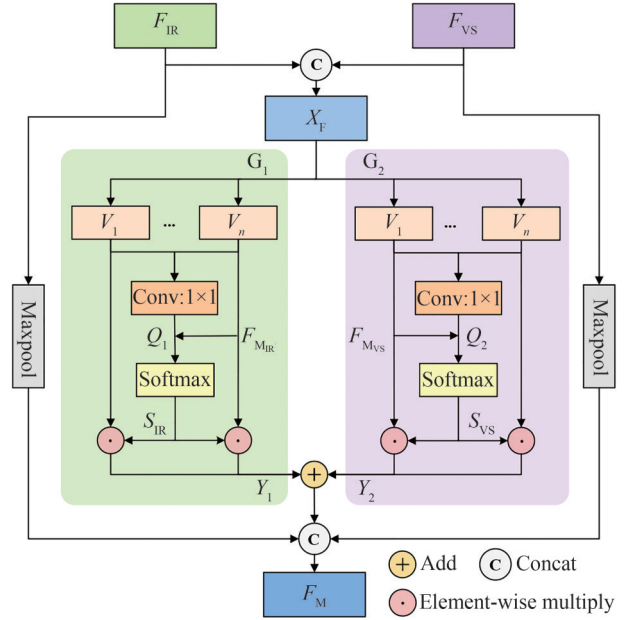 F_IR F_VS
C
X_F
G_1 G_2
V_1 ... V_n V_1 ... V_n
Conv:1×1 Conv:1×1
Maxpool Maxpool
Q_1 F_M_IR F_M_VS Q_2
Softmax Softmax
S_IR S_VS
Y_1 Y_2
C
Add C Concat
F_M
Element-wise multiply